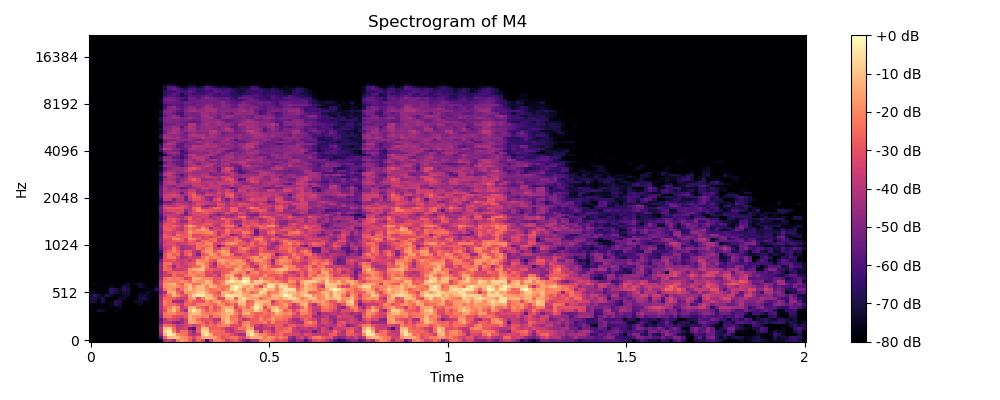 Spectrogram of M4
Hz
16384
8192
4096
2048
1024
512
0
0 0.5 1 1.5 2
Time
+0 dB
-10 dB
-20 dB
-30 dB
-40 dB
-50 dB
-60 dB
-70 dB
-80 dB